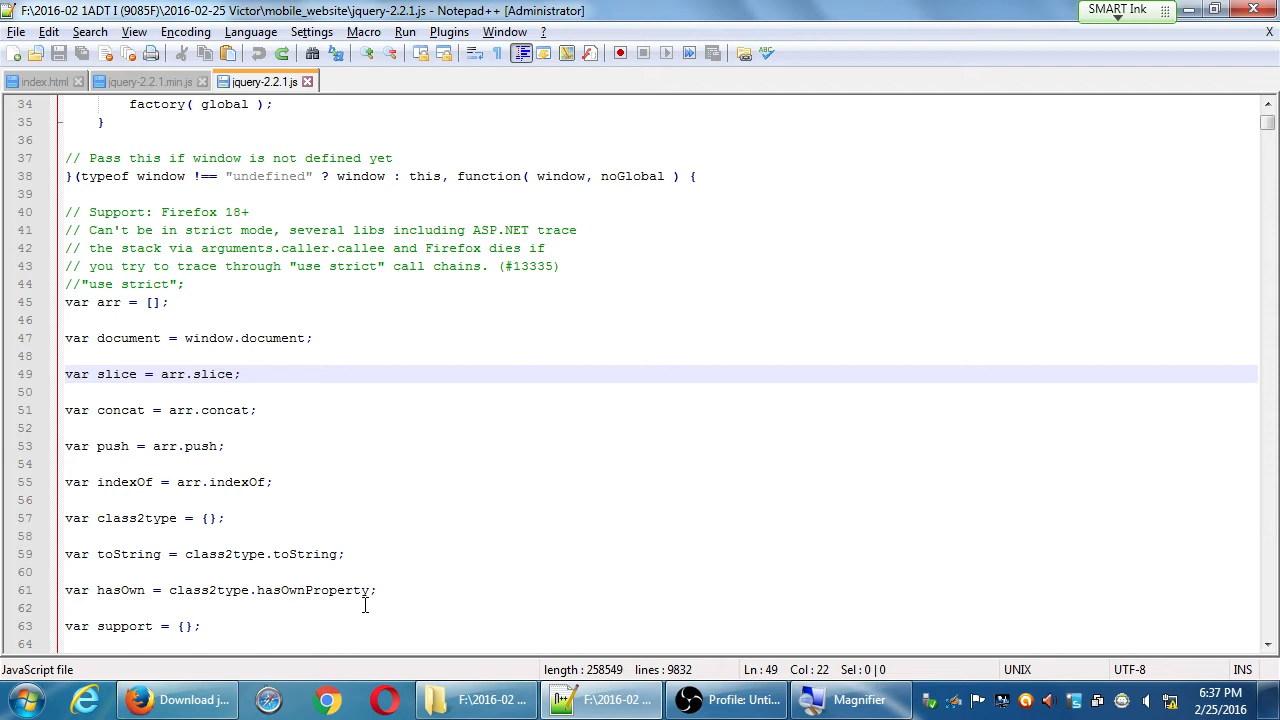 F:\2016-02 1ADT I (9085F)\2016-02-25 Victor\mobile_website\jquery-2.2.1.js - Notepad++ [Administrator]
SMART Ink
File Edit Search View Encoding Language Settings Macro Run Plugins Window ? X
index.html jquery-2.2.1.min.js jquery-2.2.1.js
34 factory( global );
35 }
36
37 // Pass this if window is not defined yet
38 }(typeof window !== "undefined" ? window : this, function( window, noGlobal ) {
39
40 // Support: Firefox 18+
41 // Can't be in strict mode, several libs including ASP.NET trace
42 // the stack via arguments.caller.callee and Firefox dies if
43 // you try to trace through "use strict" call chains. (#13335)
44 //"use strict";
45 var arr = [];
46
47 var document = window.document;
48
49 var slice = arr.slice;
50
51 var concat = arr.concat;
52
53 var push = arr.push;
54
55 var indexOf = arr.indexOf;
56
57 var class2type = {};
58
59 var toString = class2type.toString;
60
61 var hasOwn = class2type.hasOwnProperty;
62
63 var support = {};
64
JavaScript file length : 258549 lines : 9832 Ln : 49 Col : 22 Sel : 0 | 0 UNIX UTF-8 INS
Download j... F:\2016-02 ... F:\2016-02 ... Profile: Unti... Magnifier 6:37 PM
2/25/2016